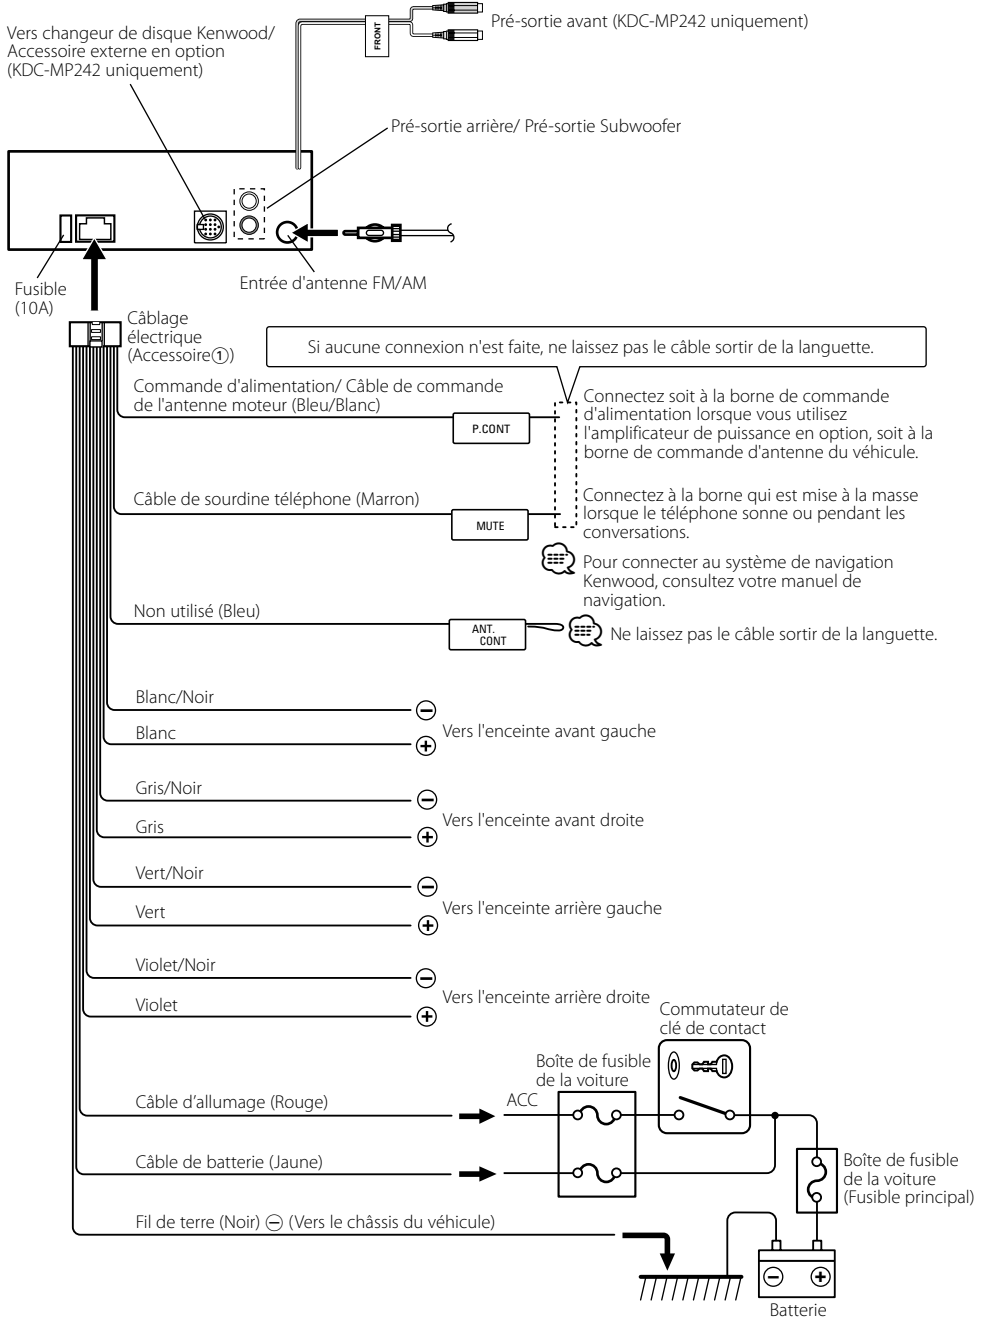 Pré-sortie avant (KDC-MP242 uniquement)
FRONT
Vers changeur de disque Kenwood/
Accessoire externe en option
(KDC-MP242 uniquement)
Pré-sortie arrière/ Pré-sortie Subwoofer
Entrée d'antenne FM/AM
Fusible
(10A)
Câblage
électrique
(Accessoire①)
Si aucune connexion n'est faite, ne laissez pas le câble sortir de la languette.
Commande d'alimentation/ Câble de commande
de l'antenne moteur (Bleu/Blanc)
P.CONT
Connectez soit à la borne de commande
d'alimentation lorsque vous utilisez
l'amplificateur de puissance en option, soit à la
borne de commande d'antenne du véhicule.
Câble de sourdine téléphone (Marron)
MUTE
Connectez à la borne qui est mise à la masse
lorsque le téléphone sonne ou pendant les
conversations.
Pour connecter au système de navigation
Kenwood, consultez votre manuel de
navigation.
Non utilisé (Bleu)
ANT.
CONT
Ne laissez pas le câble sortir de la languette.
Blanc/Noir
⊖
Blanc
⊕
Vers l'enceinte avant gauche
Gris/Noir
⊖
Gris
⊕
Vers l'enceinte avant droite
Vert/Noir
⊖
Vert
⊕
Vers l'enceinte arrière gauche
Violet/Noir
⊖
Violet
⊕
Vers l'enceinte arrière droite
Commutateur de
clé de contact
Boîte de fusible
de la voiture
Câble d’allumage (Rouge)
ACC
Câble de batterie (Jaune)
Boîte de fusible
de la voiture
(Fusible principal)
Fil de terre (Noir) ⊖ (Vers le châssis du véhicule)
⊖ ⊕
Batterie